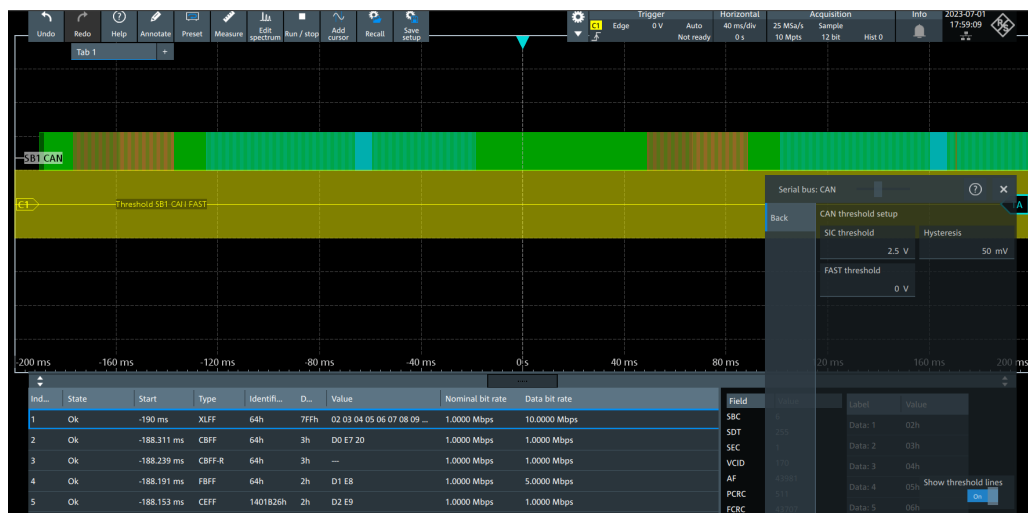 Undo Redo Help Annotate Preset Measure Edit spectrum Run / stop Add cursor Recall Save setup
C1 Edge Trigger 0 V Auto Not ready
Horizontal 40 ms/div 0 s
Acquisition 25 MSa/s Sample 10 Mpts 12 bit Hist 0
Info 2023-07-01 17:59:09
Tab 1 +
SB1 CAN
C1 Threshold SB1 CAN FAST
Serial bus: CAN
Back
CAN threshold setup
SIC threshold Hysteresis
2.5 V 50 mV
FAST threshold
0 V
-200 ms -160 ms -120 ms -80 ms -40 ms 0 s 40 ms 80 ms 120 ms 160 ms 200 ms
Ind... State Start Type Identifi... D... Value Nominal bit rate Data bit rate
1 Ok -190 ms XLFF 64h 7FFh 02 03 04 05 06 07 08 09 ... 1.0000 Mbps 10.0000 Mbps
2 Ok -188.311 ms CBFF 64h 3h D0 E7 20 1.0000 Mbps 1.0000 Mbps
3 Ok -188.239 ms CBFF-R 64h 3h — 1.0000 Mbps 1.0000 Mbps
4 Ok -188.191 ms FBFF 64h 2h D1 E8 1.0000 Mbps 5.0000 Mbps
5 Ok -188.153 ms CEFF 1401B26h 2h D2 E9 1.0000 Mbps 1.0000 Mbps
Field Label Value
SBC Data: 1 02h
SDT 255
SEC Data: 2 03h
VCID Data: 3 04h
AF Data: 4 05h
PCRC Data: 5 06h
FCRC
Show threshold lines
On